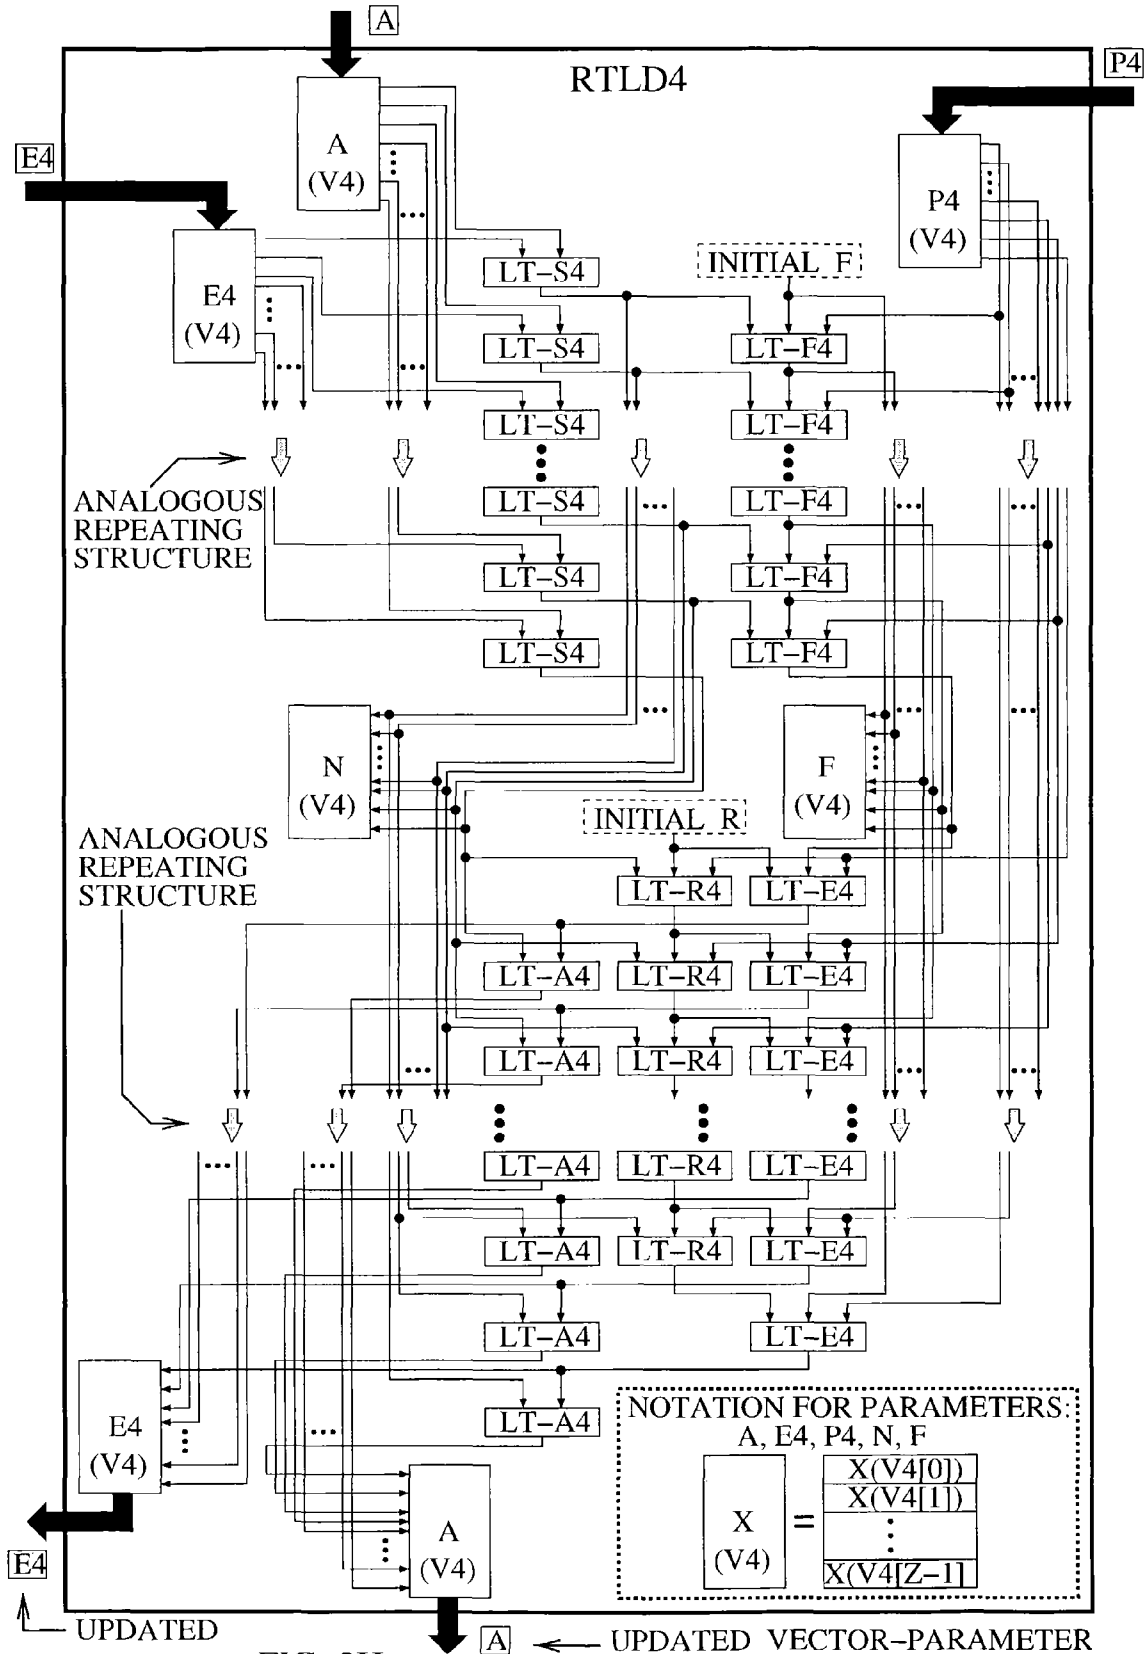 A
RTLD4
P4
E4
A
(V4)
P4
(V4)
E4
(V4)
INITIAL F
LT-S4
LT-S4
LT-F4
LT-S4
LT-F4
ANALOGOUS
REPEATING
STRUCTURE
LT-S4
LT-F4
LT-S4
LT-F4
LT-S4
LT-F4
N
(V4)
F
(V4)
INITIAL R
ANALOGOUS
REPEATING
STRUCTURE
LT-R4
LT-E4
LT-A4
LT-R4
LT-E4
LT-A4
LT-R4
LT-E4
LT-A4
LT-R4
LT-E4
LT-A4
LT-R4
LT-E4
LT-A4
LT-E4
LT-A4
E4
(V4)
NOTATION FOR PARAMETERS:
A, E4, P4, N, F
X
(V4)
=
X(V4[0])
X(V4[1])
X(V4[Z-1]
A
(V4)
E4
UPDATED
A
UPDATED VECTOR-PARAMETER